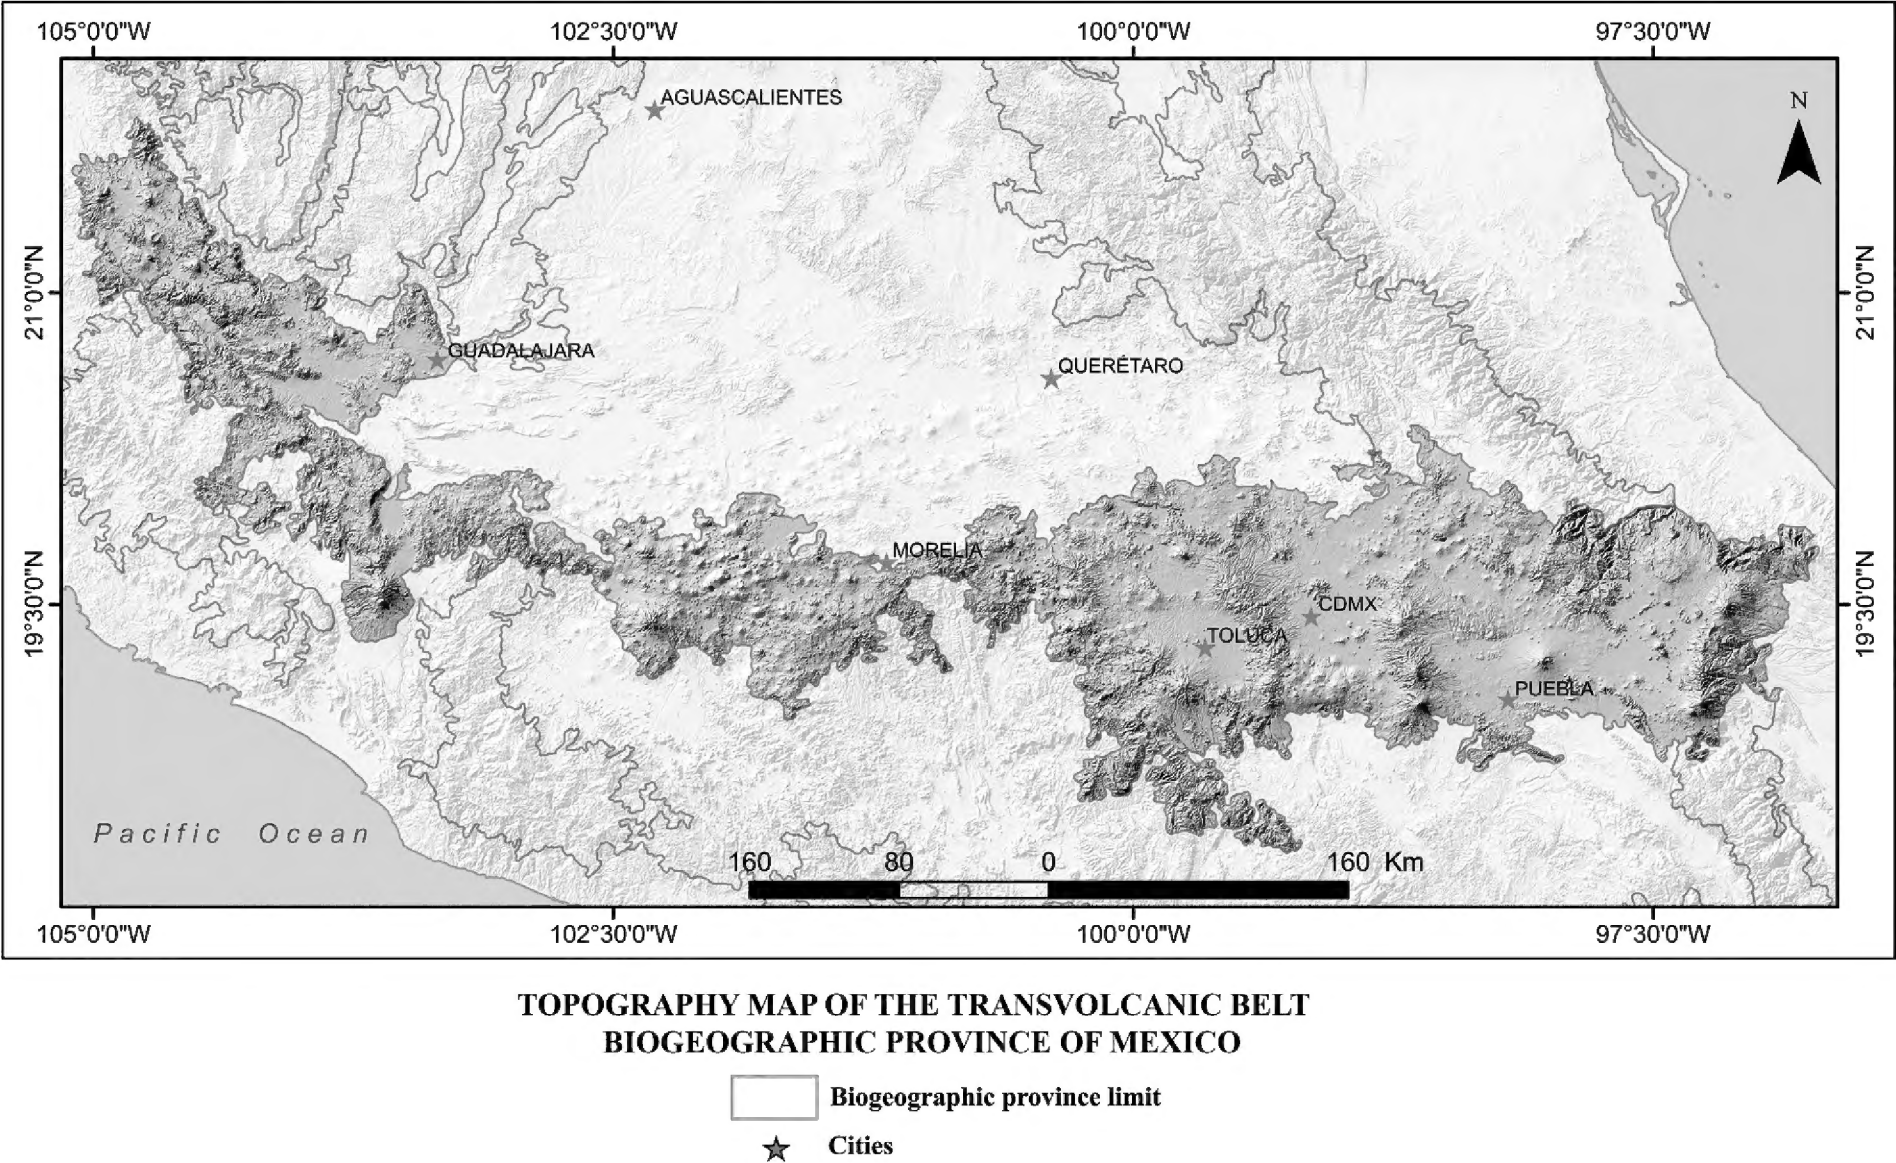 105°0'0"W 102°30'0"W 100°0'0"W 97°30'0"W
AGUASCALIENTES
N
21°0'0"N 21°0'0"N
GUADALAJARA
QUERÉTARO
MORELIA
19°30'0"N 19°30'0"N
CDMX
TOLUCA
PUEBLA
Pacific Ocean
160 80 0 160 Km
105°0'0"W 102°30'0"W 100°0'0"W 97°30'0"W
TOPOGRAPHY MAP OF THE TRANSVOLCANIC BELT
BIOGEOGRAPHIC PROVINCE OF MEXICO
Biogeographic province limit
Cities